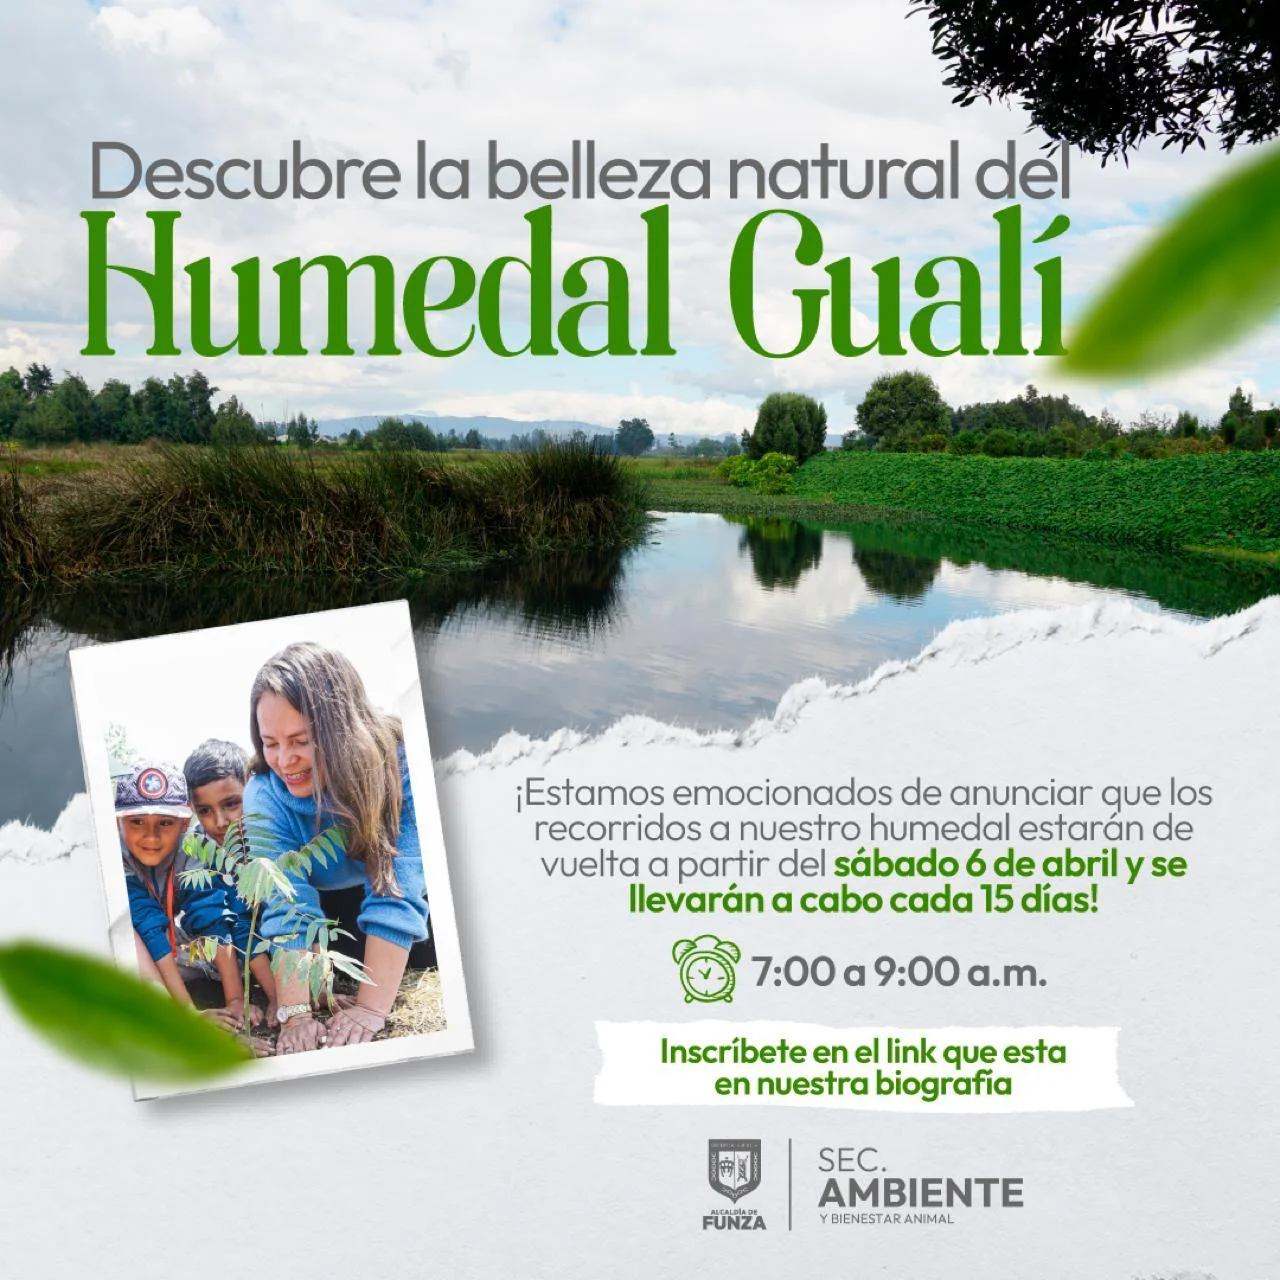 Descubre la belleza natural del
Humedal Gualí
¡Estamos emocionados de anunciar que los
recorridos a nuestro humedal estarán de
vuelta a partir del sábado 6 de abril y se
llevarán a cabo cada 15 días!
7:00 a 9:00 a.m.
Inscríbete en el link que esta
en nuestra biografía
ALCALDÍA DE
FUNZA
SEC.
AMBIENTE
Y BIENESTAR ANIMAL